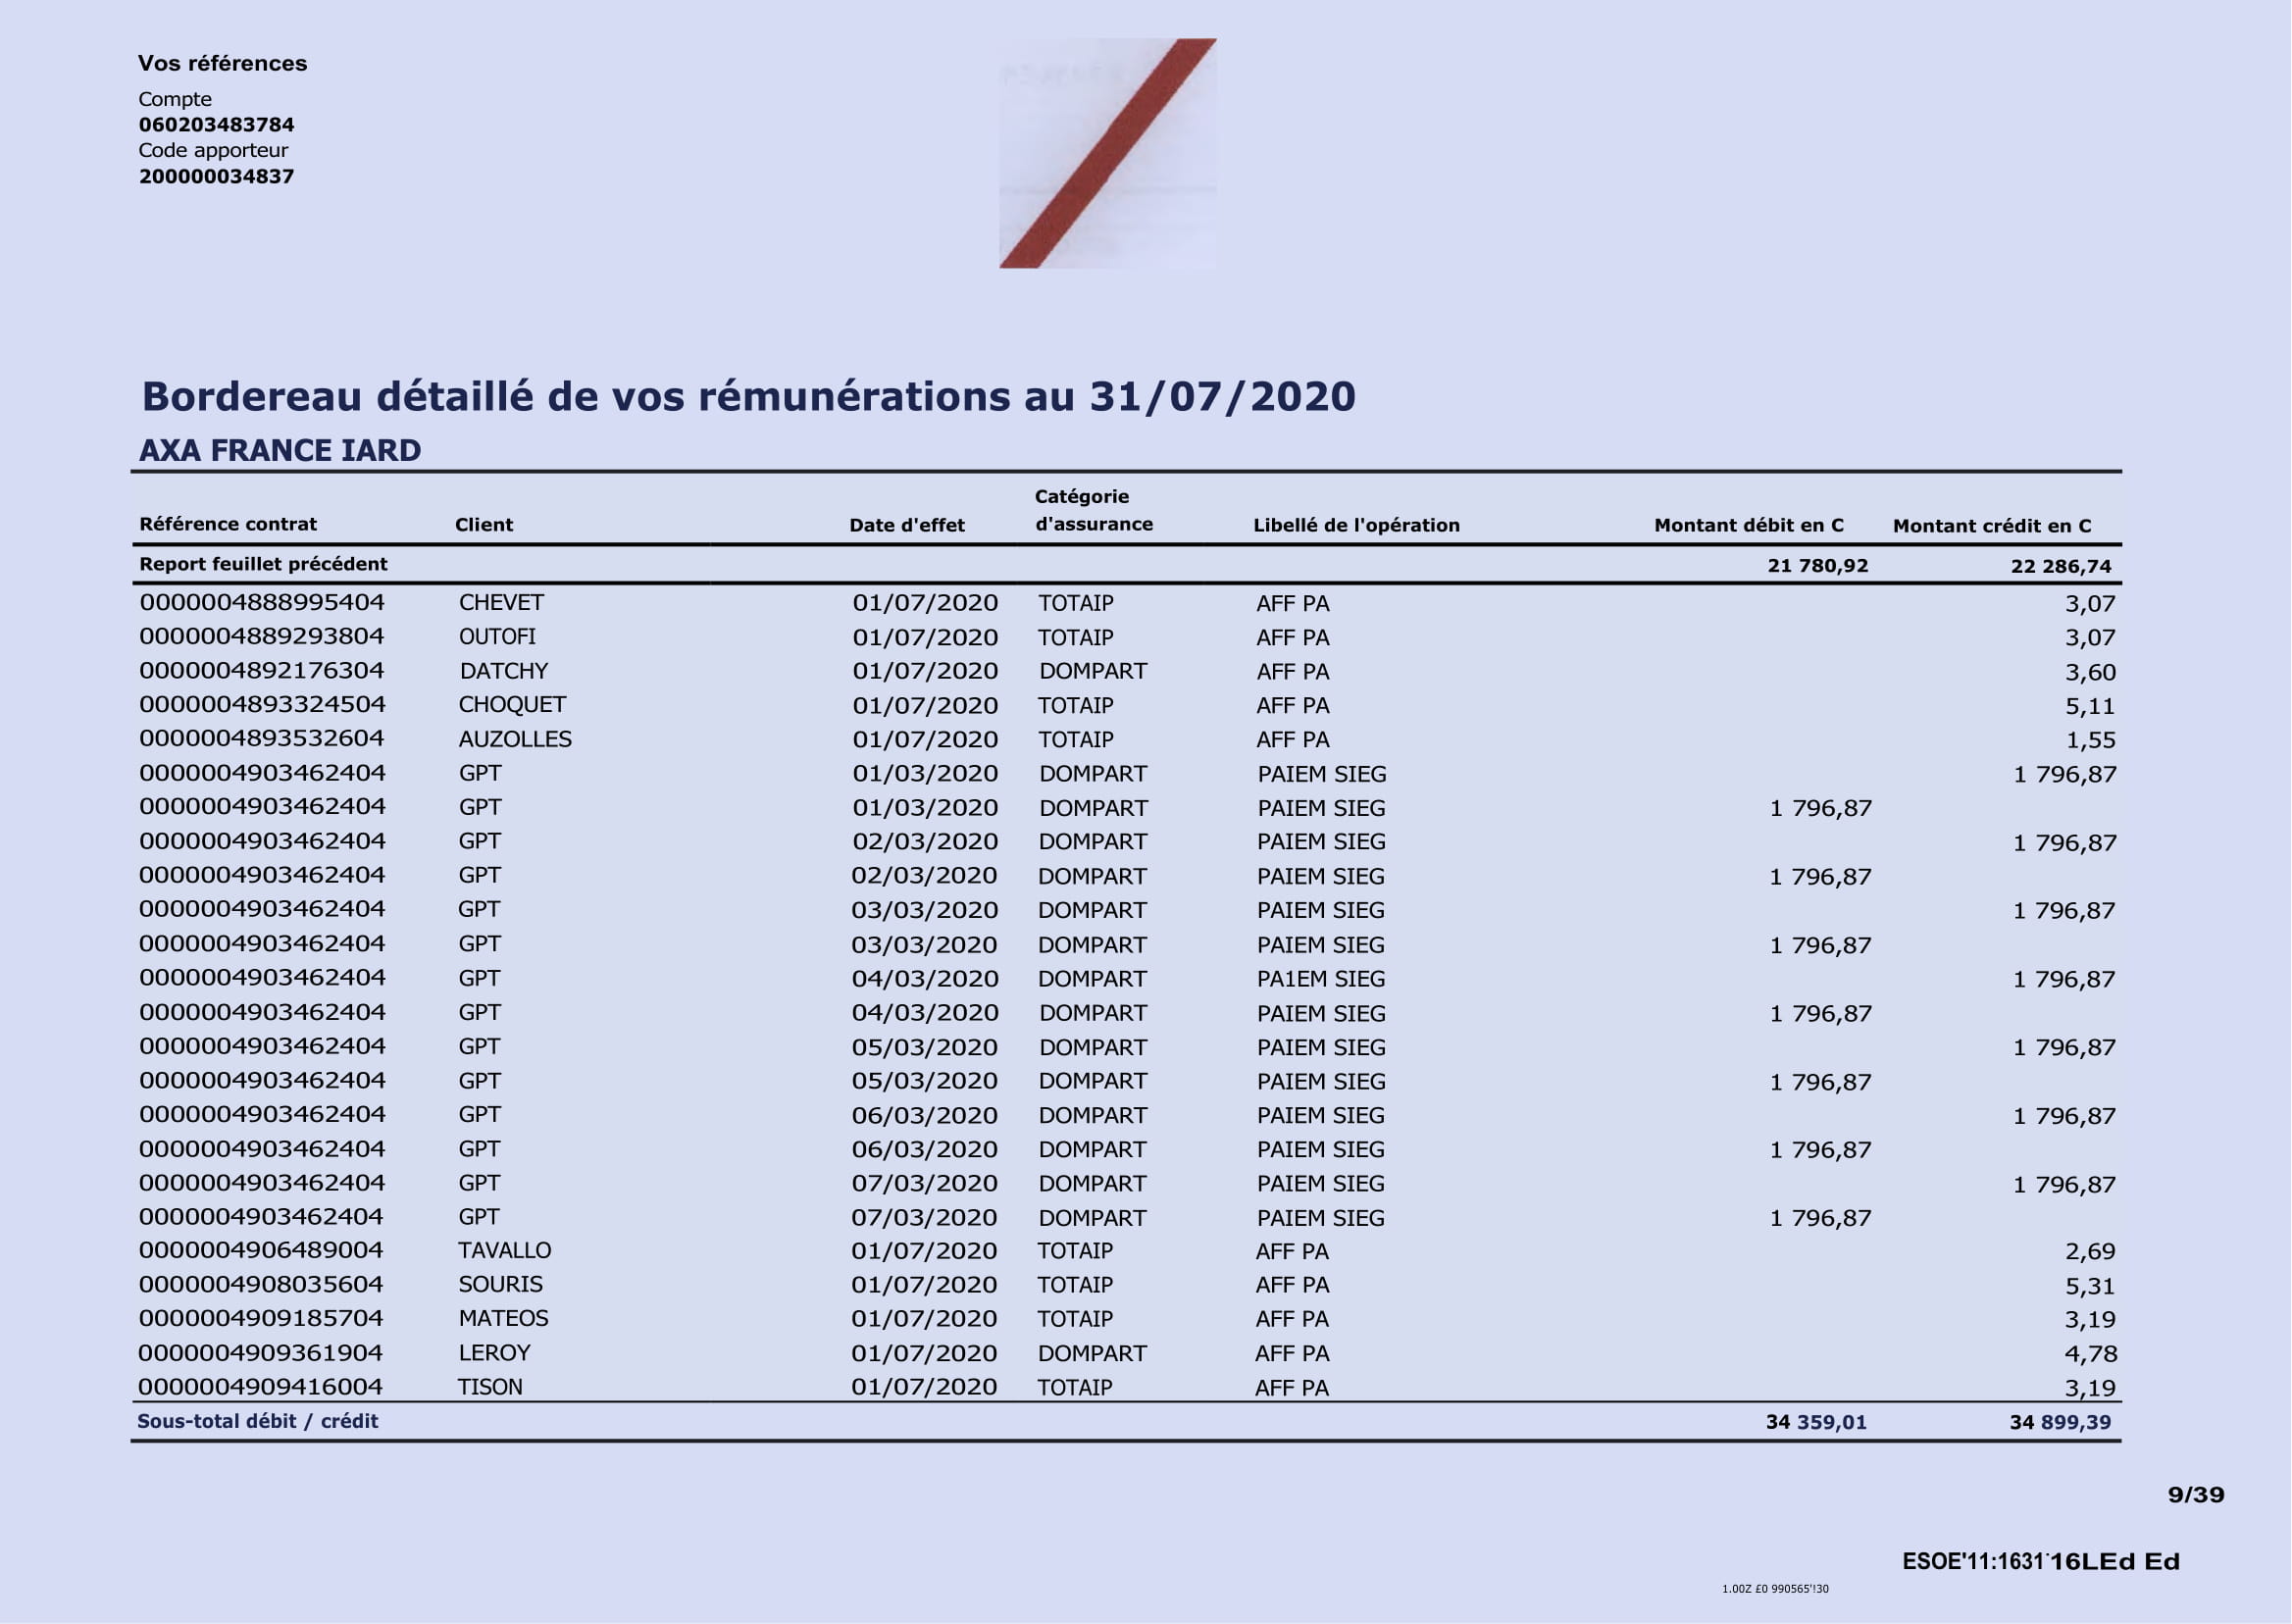 Vos références
Compte
060203483784
Code apporteur
200000034837
Bordereau détaillé de vos rémunérations au 31/07/2020
AXA FRANCE IARD
Référence contrat Client Date d'effet Catégorie d'assurance Libellé de l'opération Montant débit en C Montant crédit en C
Report feuillet précédent 21 780,92 22 286,74
0000004888995404 CHEVET 01/07/2020 TOTAIP AFF PA 3,07
0000004889293804 OUTOFI 01/07/2020 TOTAIP AFF PA 3,07
0000004892176304 DATCHY 01/07/2020 DOMPART AFF PA 3,60
0000004893324504 CHOQUET 01/07/2020 TOTAIP AFF PA 5,11
0000004893532604 AUZOLLES 01/07/2020 TOTAIP AFF PA 1,55
0000004903462404 GPT 01/03/2020 DOMPART PAIEM SIEG 1 796,87
0000004903462404 GPT 01/03/2020 DOMPART PAIEM SIEG 1 796,87
0000004903462404 GPT 02/03/2020 DOMPART PAIEM SIEG 1 796,87
0000004903462404 GPT 02/03/2020 DOMPART PAIEM SIEG 1 796,87
0000004903462404 GPT 03/03/2020 DOMPART PAIEM SIEG 1 796,87
0000004903462404 GPT 03/03/2020 DOMPART PAIEM SIEG 1 796,87
0000004903462404 GPT 04/03/2020 DOMPART PA1EM SIEG 1 796,87
0000004903462404 GPT 04/03/2020 DOMPART PAIEM SIEG 1 796,87
0000004903462404 GPT 05/03/2020 DOMPART PAIEM SIEG 1 796,87
0000004903462404 GPT 05/03/2020 DOMPART PAIEM SIEG 1 796,87
0000004903462404 GPT 06/03/2020 DOMPART PAIEM SIEG 1 796,87
0000004903462404 GPT 06/03/2020 DOMPART PAIEM SIEG 1 796,87
0000004903462404 GPT 07/03/2020 DOMPART PAIEM SIEG 1 796,87
0000004903462404 GPT 07/03/2020 DOMPART PAIEM SIEG 1 796,87
0000004906489004 TAVALLO 01/07/2020 TOTAIP AFF PA 2,69
0000004908035604 SOURIS 01/07/2020 TOTAIP AFF PA 5,31
0000004909185704 MATEOS 01/07/2020 TOTAIP AFF PA 3,19
0000004909361904 LEROY 01/07/2020 DOMPART AFF PA 4,78
0000004909416004 TISON 01/07/2020 TOTAIP AFF PA 3,19
Sous-total débit / crédit 34 359,01 34 899,39
9/39
ESOE'11:1631'16LEd Ed
1.00Z £0 990565'!30